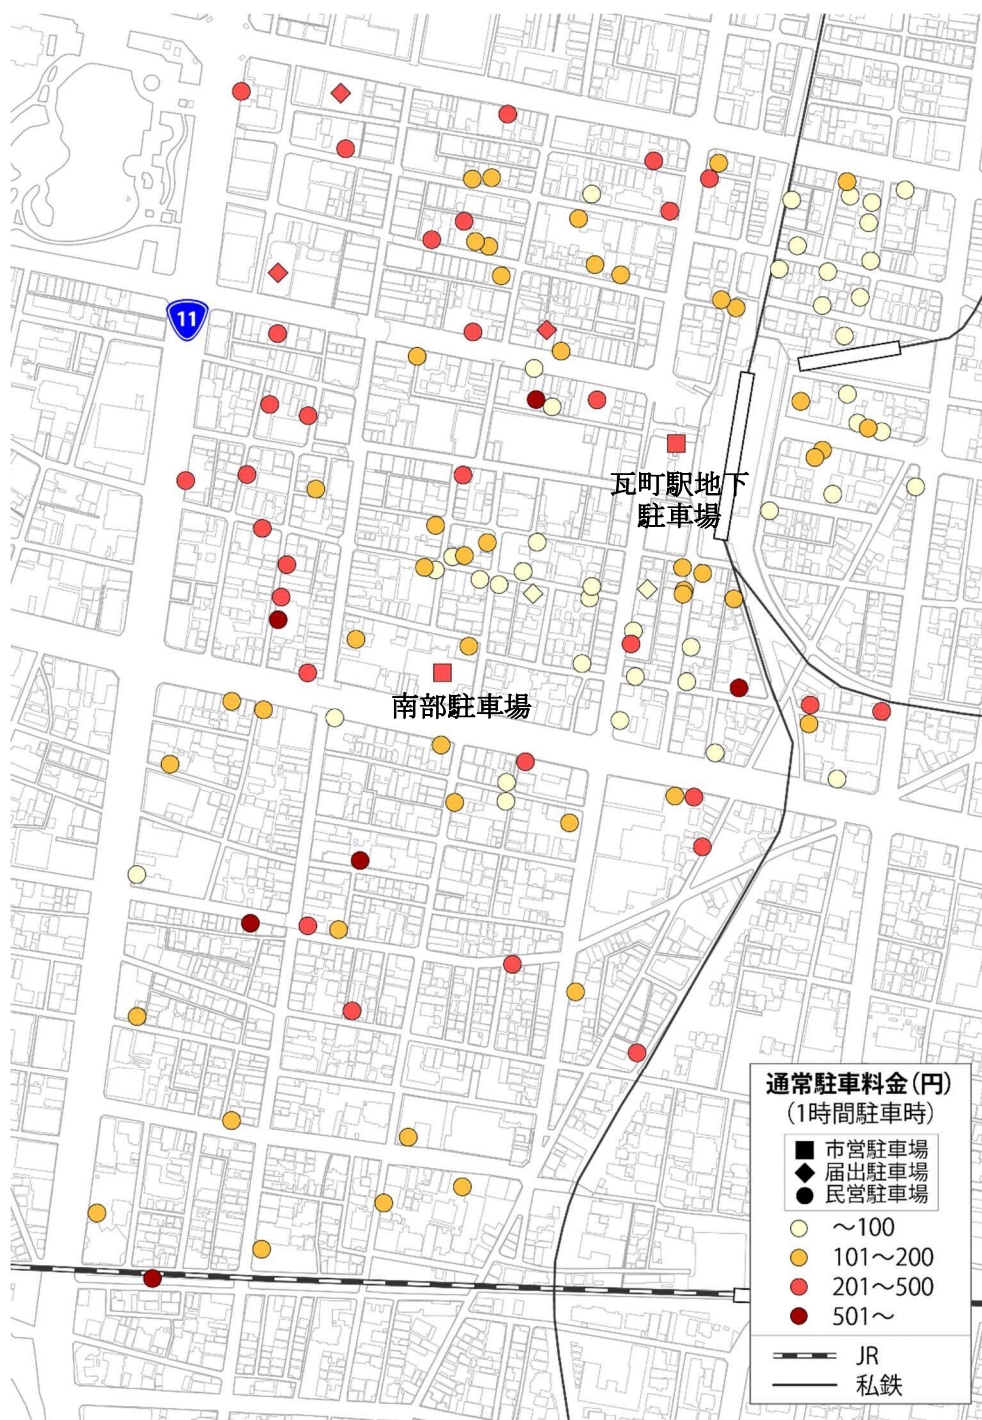 11
瓦町駅地下
駐車場
南部駐車場
通常駐車料金(円)
(1時間駐車時)
市営駐車場
届出駐車場
民営駐車場
~100
101~200
201~500
501~
JR
私鉄